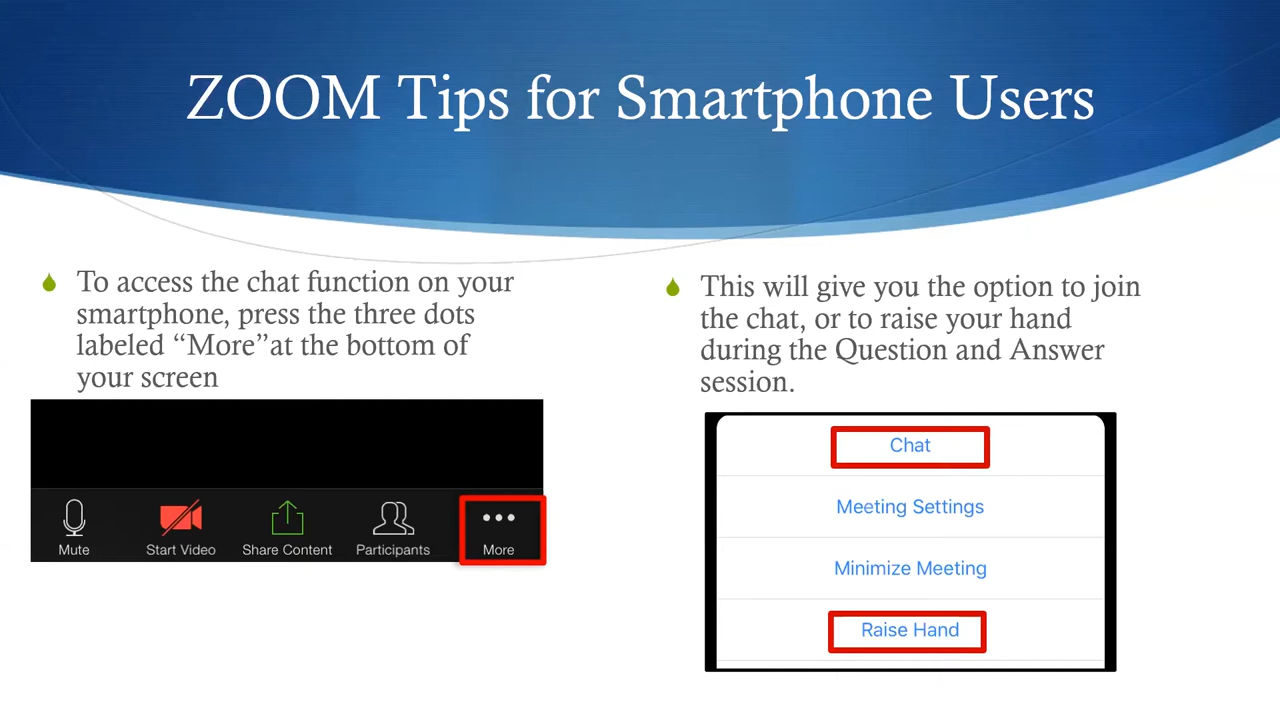 ZOOM Tips for Smartphone Users
To access the chat function on your
smartphone, press the three dots
labeled “More”at the bottom of
your screen
Mute
Start Video
Share Content
Participants
More
This will give you the option to join
the chat, or to raise your hand
during the Question and Answer
session.
Chat
Meeting Settings
Minimize Meeting
Raise Hand